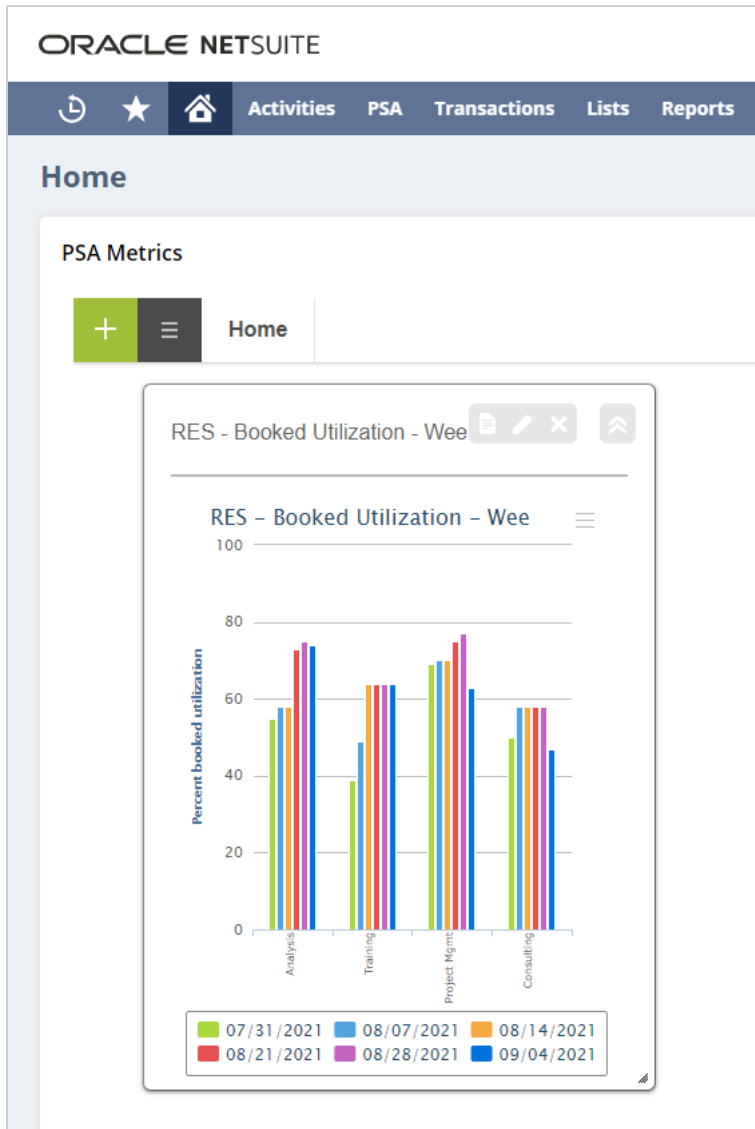 ORACLE NETSUITE
Activities PSA Transactions Lists Reports
Home
PSA Metrics
Home
RES - Booked Utilization - Wee
RES – Booked Utilization – Wee
100
80
60
40
20
0
Percent booked utilization
Analysis
Training
Project Mgmt
Consulting
07/31/2021 08/07/2021 08/14/2021
08/21/2021 08/28/2021 09/04/2021